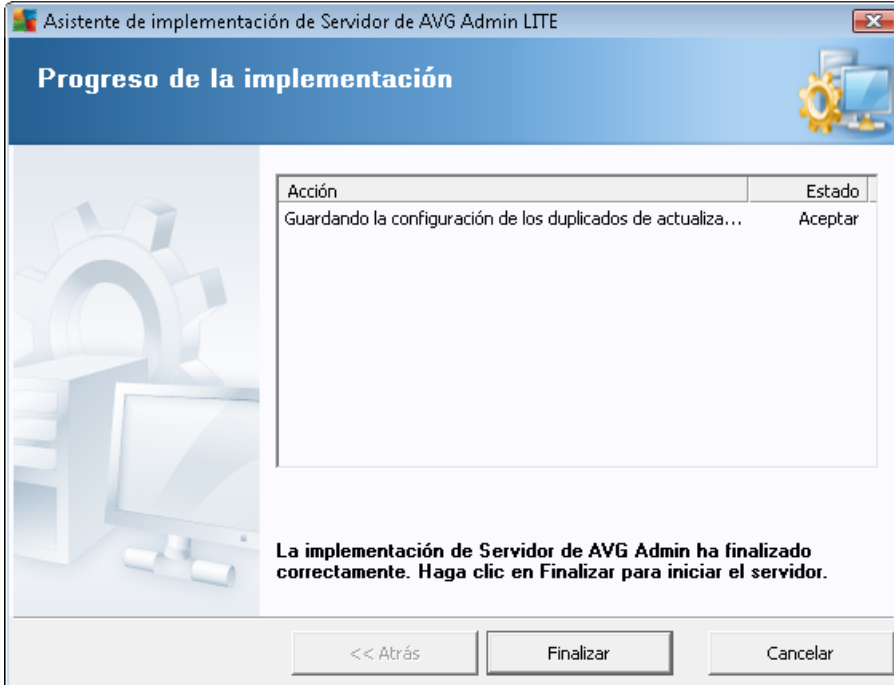 Asistente de implementación de Servidor de AVG Admin LITE
Progreso de la implementación
Acción Estado
Guardando la configuración de los duplicados de actualiza... Aceptar
La implementación de Servidor de AVG Admin ha finalizado
correctamente. Haga clic en Finalizar para iniciar el servidor.
<< Atrás Finalizar Cancelar